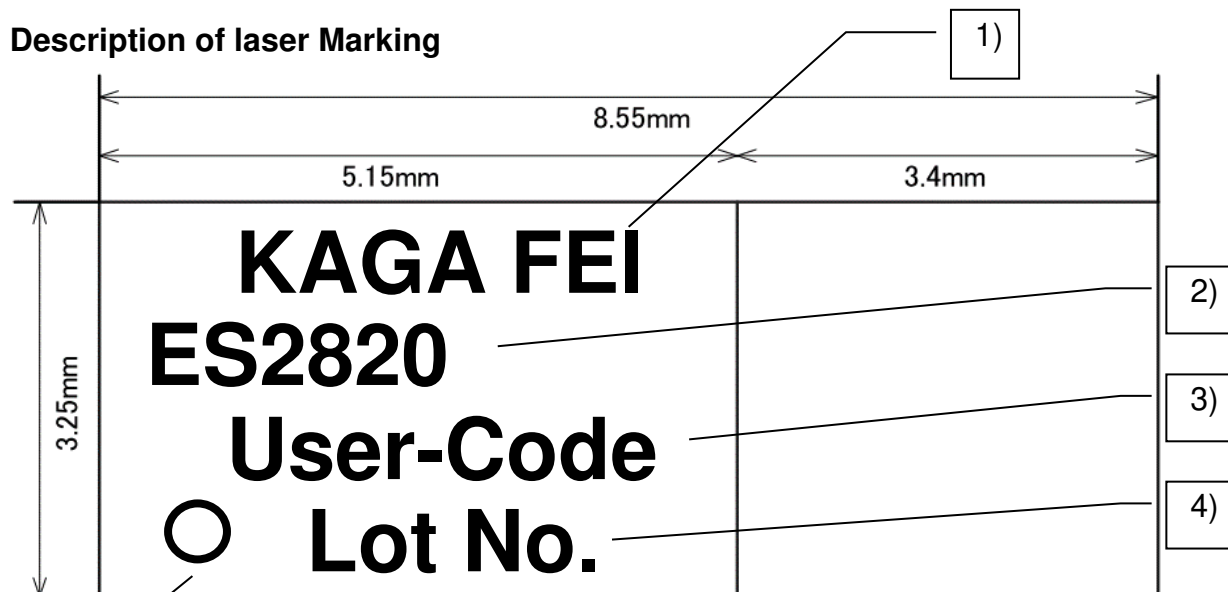 Description of laser Marking
1)
8.55mm
5.15mm 3.4mm
KAGA FEI
2)
ES2820
3.25mm
3)
User-Code
4)
Lot No.